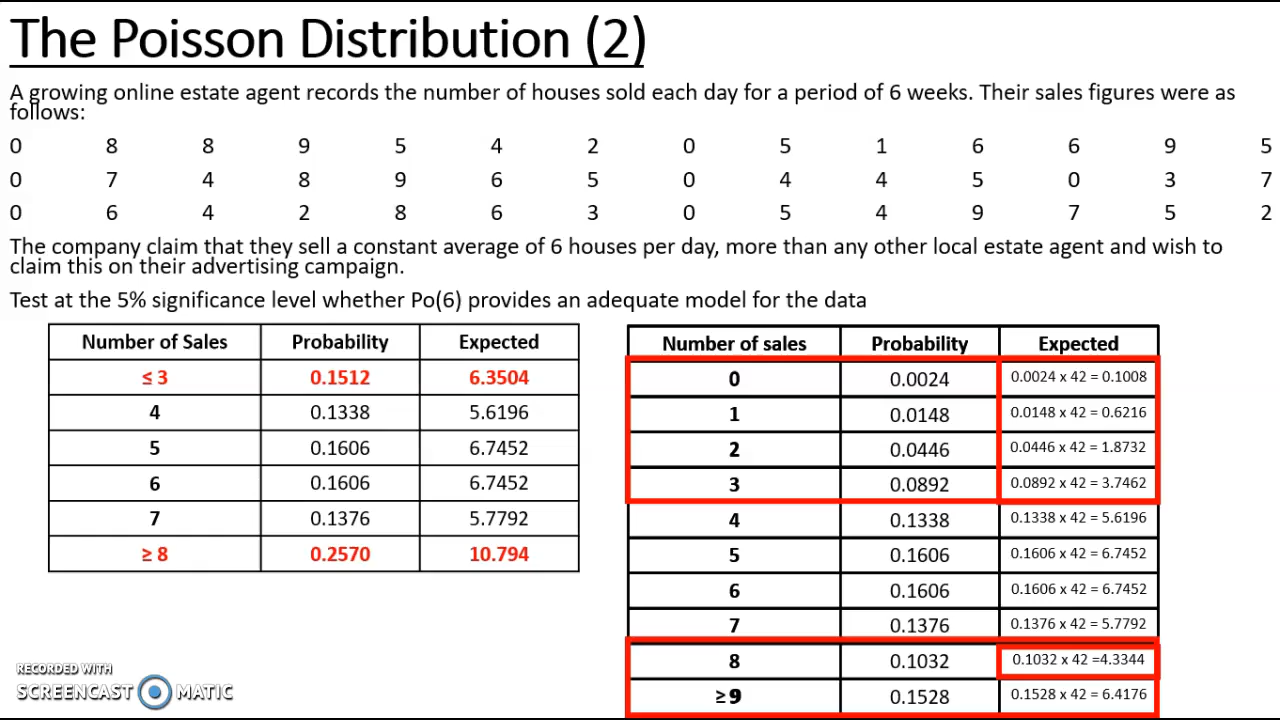 The Poisson Distribution (2)
A growing online estate agent records the number of houses sold each day for a period of 6 weeks. Their sales figures were as
follows:
0 8 8 9 5 4 2 0 5 1 6 6 9 5
0 7 4 8 9 6 5 0 4 4 5 0 3 7
0 6 4 2 8 6 3 0 5 4 9 7 5 2
The company claim that they sell a constant average of 6 houses per day, more than any other local estate agent and wish to
claim this on their advertising campaign.
Test at the 5% significance level whether Po(6) provides an adequate model for the data
Number of Sales Probability Expected
≤ 3 0.1512 6.3504
4 0.1338 5.6196
5 0.1606 6.7452
6 0.1606 6.7452
7 0.1376 5.7792
≥ 8 0.2570 10.794
Number of sales Probability Expected
0 0.0024 0.0024 x 42 = 0.1008
1 0.0148 0.0148 x 42 = 0.6216
2 0.0446 0.0446 x 42 = 1.8732
3 0.0892 0.0892 x 42 = 3.7462
4 0.1338 0.1338 x 42 = 5.6196
5 0.1606 0.1606 x 42 = 6.7452
6 0.1606 0.1606 x 42 = 6.7452
7 0.1376 0.1376 x 42 = 5.7792
8 0.1032 0.1032 x 42 =4.3344
≥ 9 0.1528 0.1528 x 42 = 6.4176
RECORDED WITH
SCREENCAST MATIC